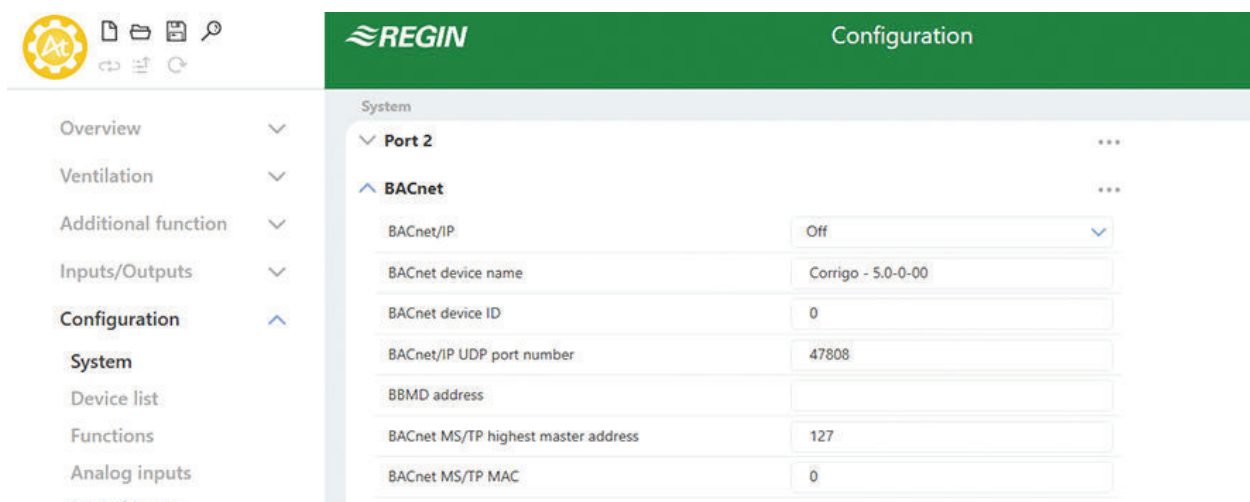 At
REGIN
Configuration
Overview
Ventilation
Additional function
Inputs/Outputs
Configuration
System
Device list
Functions
Analog inputs
System
Port 2
BACnet
BACnet/IP Off
BACnet device name Corrigo - 5.0-0-00
BACnet device ID 0
BACnet/IP UDP port number 47808
BBMD address
BACnet MS/TP highest master address 127
BACnet MS/TP MAC 0